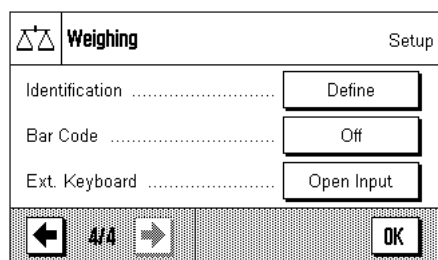 Weighing Setup
Identification ........................ Define
Bar Code ........................... Off
Ext. Keyboard ..................... Open Input
4/4 OK